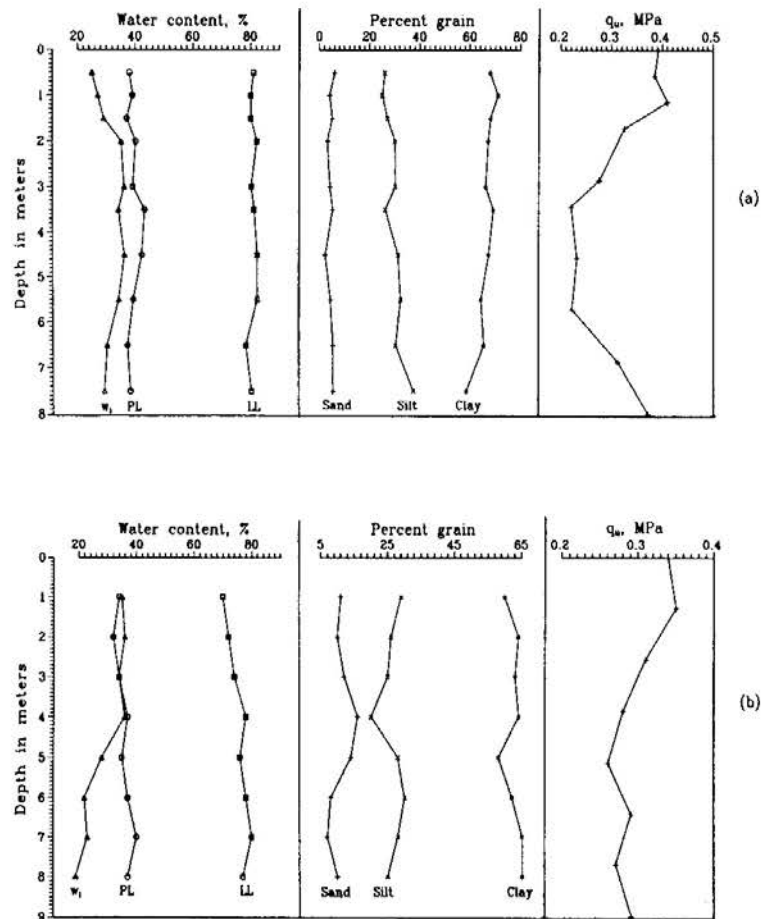 Water content, %
20 40 60 80
Percent grain
0 20 40 60 80
qᵤ, MPa
0.2 0.3 0.4 0.5
Depth in meters
0
1
2
3
4
5
6
7
8
wᵢ PL LL
Sand Silt Clay
(a)
Water content, %
20 40 60 80
Percent grain
5 25 45 65
qᵤ, MPa
0.2 0.3 0.4
Depth in meters
0
1
2
3
4
5
6
7
8
9
wᵢ PL LL
Sand Silt Clay
(b)